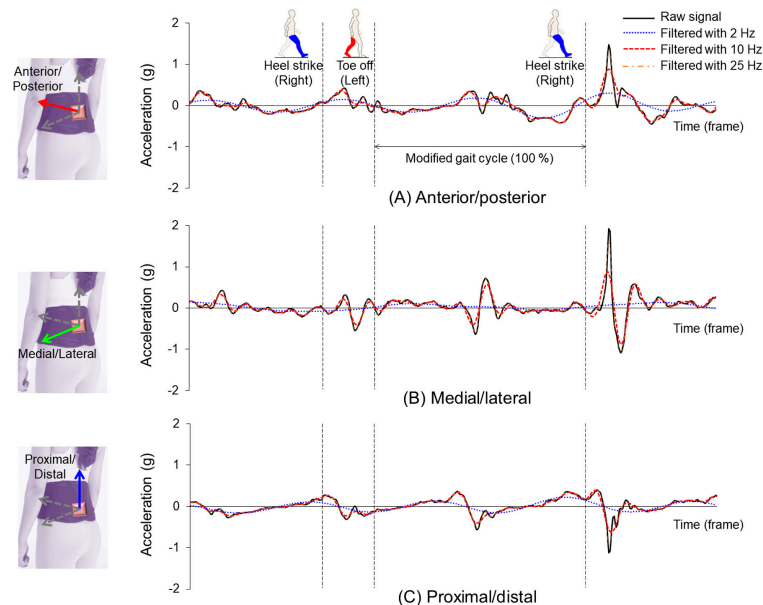 Raw signal
Filtered with 2 Hz
Filtered with 10 Hz
Filtered with 25 Hz
Heel strike
(Right)
Toe off
(Left)
Heel strike
(Right)
Anterior/
Posterior
Acceleration (g)
2
1
0
-1
-2
Time (frame)
Modified gait cycle (100 %)
(A) Anterior/posterior
Medial/Lateral
Acceleration (g)
2
1
0
-1
-2
Time (frame)
(B) Medial/lateral
Proximal/
Distal
Acceleration (g)
2
1
0
-1
-2
Time (frame)
(C) Proximal/distal